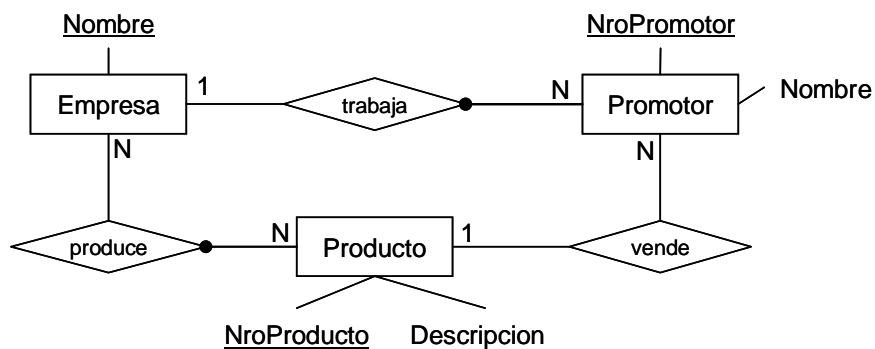 Nombre
NroPromotor
Empresa
1
trabaja
N
Promotor
Nombre
N
N
produce
N
Producto
1
vende
NroProducto
Descripcion